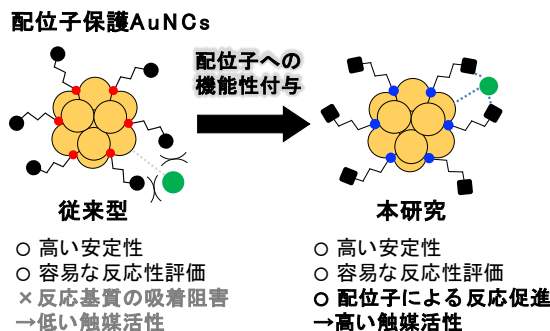 配位子保護AuNCs
配位子への
機能性付与
従来型
○ 高い安定性
○ 容易な反応性評価
×反応基質の吸着阻害
→低い触媒活性
本研究
○ 高い安定性
○ 容易な反応性評価
○ 配位子による反応促進
→高い触媒活性